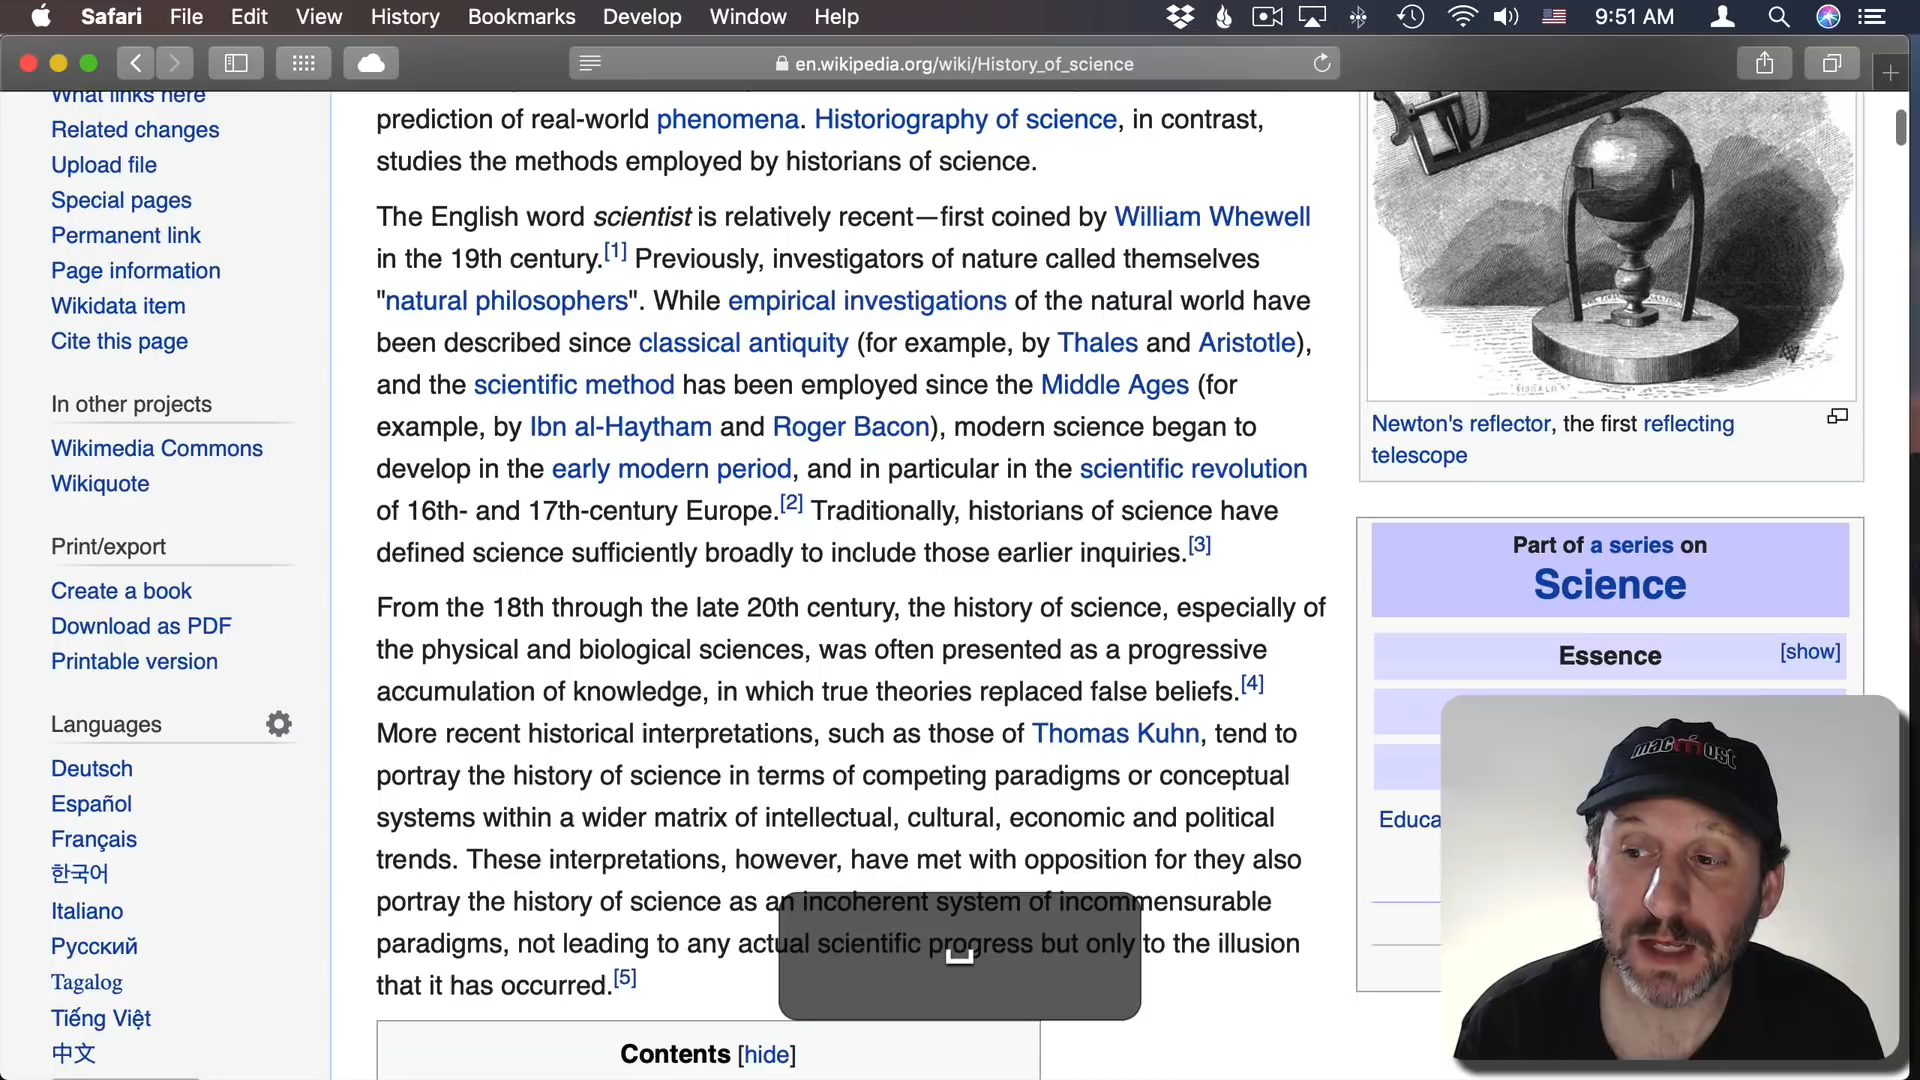 Safari File Edit View History Bookmarks Develop Window Help 9:51 AM
en.wikipedia.org/wiki/History_of_science
What links here
Related changes
Upload file
Special pages
Permanent link
Page information
Wikidata item
Cite this page
In other projects
Wikimedia Commons
Wikiquote
Print/export
Create a book
Download as PDF
Printable version
Languages
Deutsch
Español
Français
한국어
Italiano
Русский
Tagalog
Tiếng Việt
中文
prediction of real-world phenomena. Historiography of science, in contrast,
studies the methods employed by historians of science.
The English word scientist is relatively recent—first coined by William Whewell
in the 19th century.[1] Previously, investigators of nature called themselves
"natural philosophers". While empirical investigations of the natural world have
been described since classical antiquity (for example, by Thales and Aristotle),
and the scientific method has been employed since the Middle Ages (for
example, by Ibn al-Haytham and Roger Bacon), modern science began to
develop in the early modern period, and in particular in the scientific revolution
of 16th- and 17th-century Europe.[2] Traditionally, historians of science have
defined science sufficiently broadly to include those earlier inquiries.[3]
From the 18th through the late 20th century, the history of science, especially of
the physical and biological sciences, was often presented as a progressive
accumulation of knowledge, in which true theories replaced false beliefs.[4]
More recent historical interpretations, such as those of Thomas Kuhn, tend to
portray the history of science in terms of competing paradigms or conceptual
systems within a wider matrix of intellectual, cultural, economic and political
trends. These interpretations, however, have met with opposition for they also
portray the history of science as an incoherent system of incommensurable
paradigms, not leading to any actual scientific progress but only to the illusion
that it has occurred.[5]
Contents [hide]
Newton's reflector, the first reflecting
telescope
Part of a series on
Science
Essence [show]
Educa
macmost